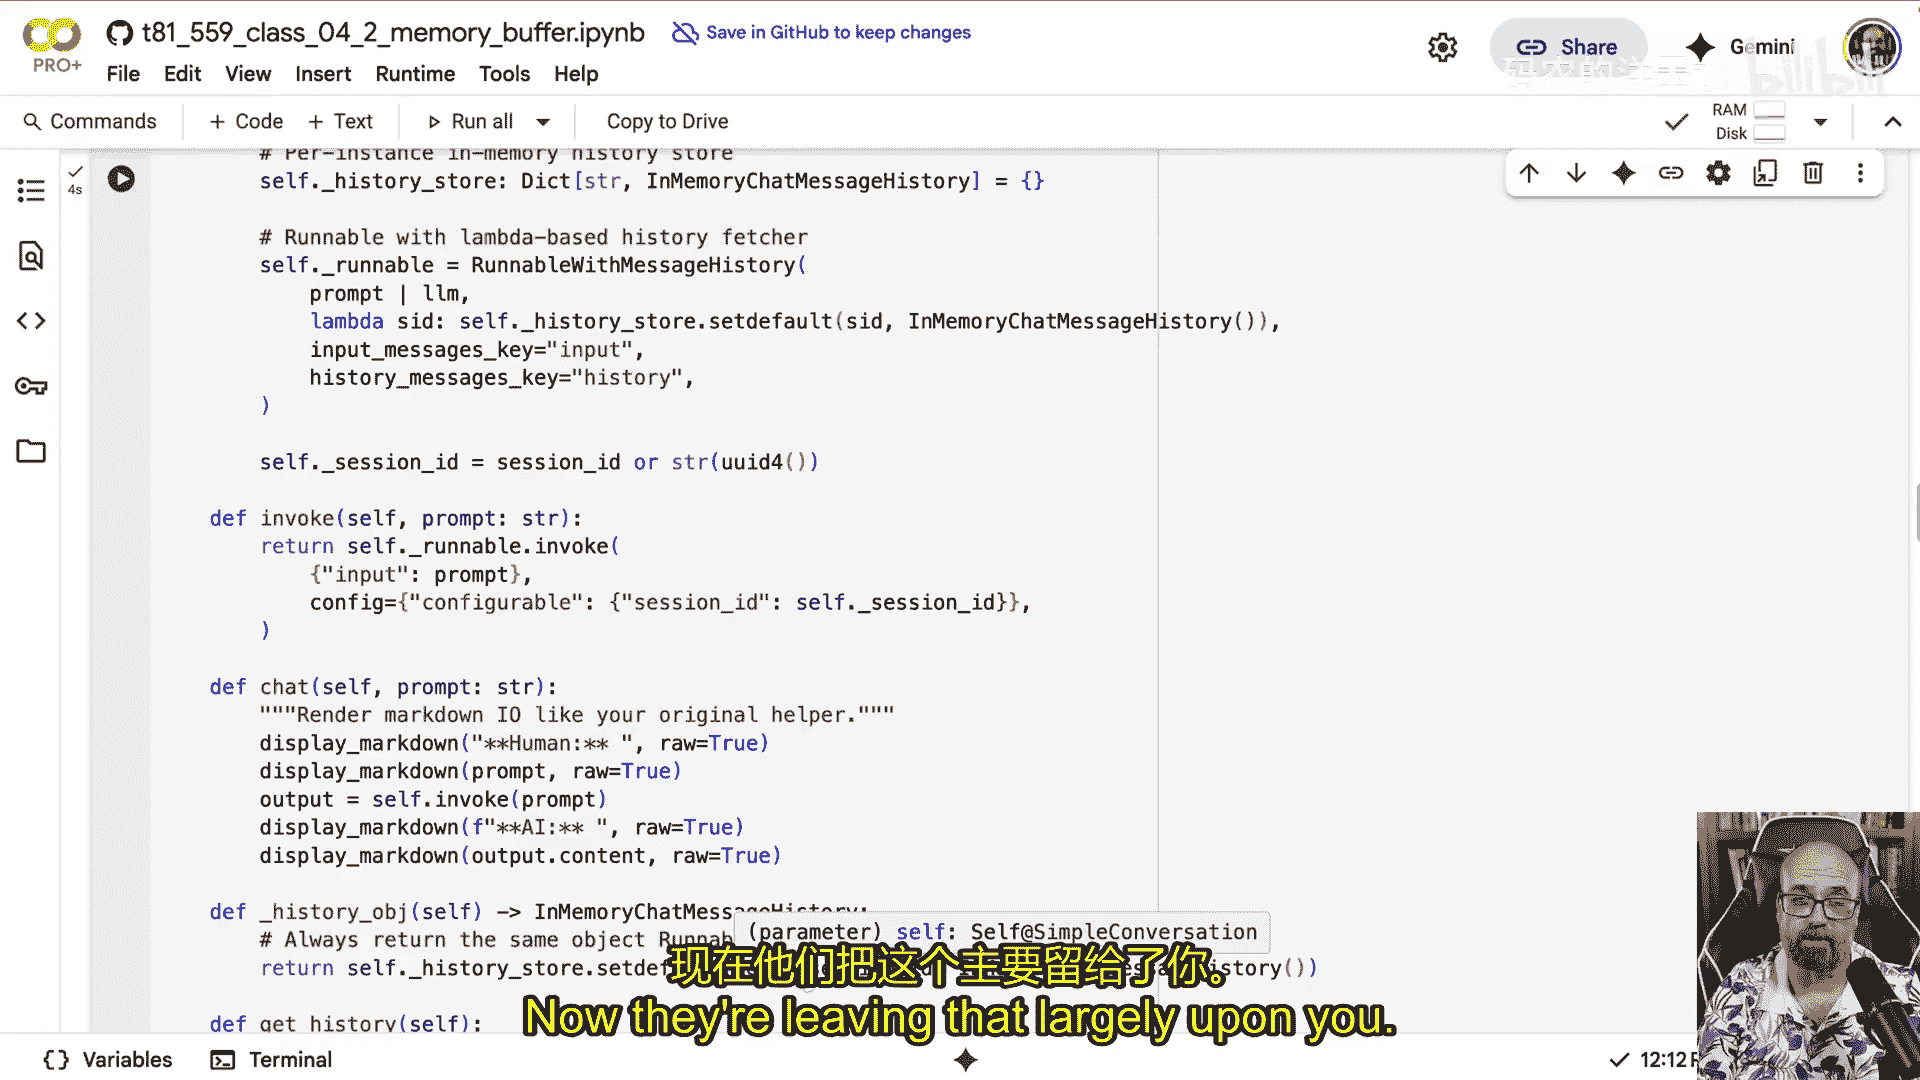 CO
PRO+
t81_559_class_04_2_memory_buffer.ipynb
Save in GitHub to keep changes
Share
Gemini
File Edit View Insert Runtime Tools Help
Commands
+ Code + Text
Run all
Copy to Drive
RAM
Disk
4s
# Per-instance in-memory history store
self._history_store: Dict[str, InMemoryChatMessageHistory] = {}
# Runnable with lambda-based history fetcher
self._runnable = RunnableWithMessageHistory(
prompt | llm,
lambda sid: self._history_store.setdefault(sid, InMemoryChatMessageHistory()),
input_messages_key="input",
history_messages_key="history",
)
self._session_id = session_id or str(uuid4())
def invoke(self, prompt: str):
return self._runnable.invoke(
{"input": prompt},
config={"configurable": {"session_id": self._session_id}},
)
def chat(self, prompt: str):
"""Render markdown IO like your original helper."""
display_markdown("**Human:** ", raw=True)
display_markdown(prompt, raw=True)
output = self.invoke(prompt)
display_markdown(f"**AI:** ", raw=True)
display_markdown(output.content, raw=True)
def _history_obj(self) -> InMemoryChatMessageHistory:
(parameter) self: Self@SimpleConversation
# Always return the same object
return self._history_store.
现在他们把这个主要留给了你。
Now they're leaving that largely upon you.
def get_history(self):
{} Variables
Terminal
12:12